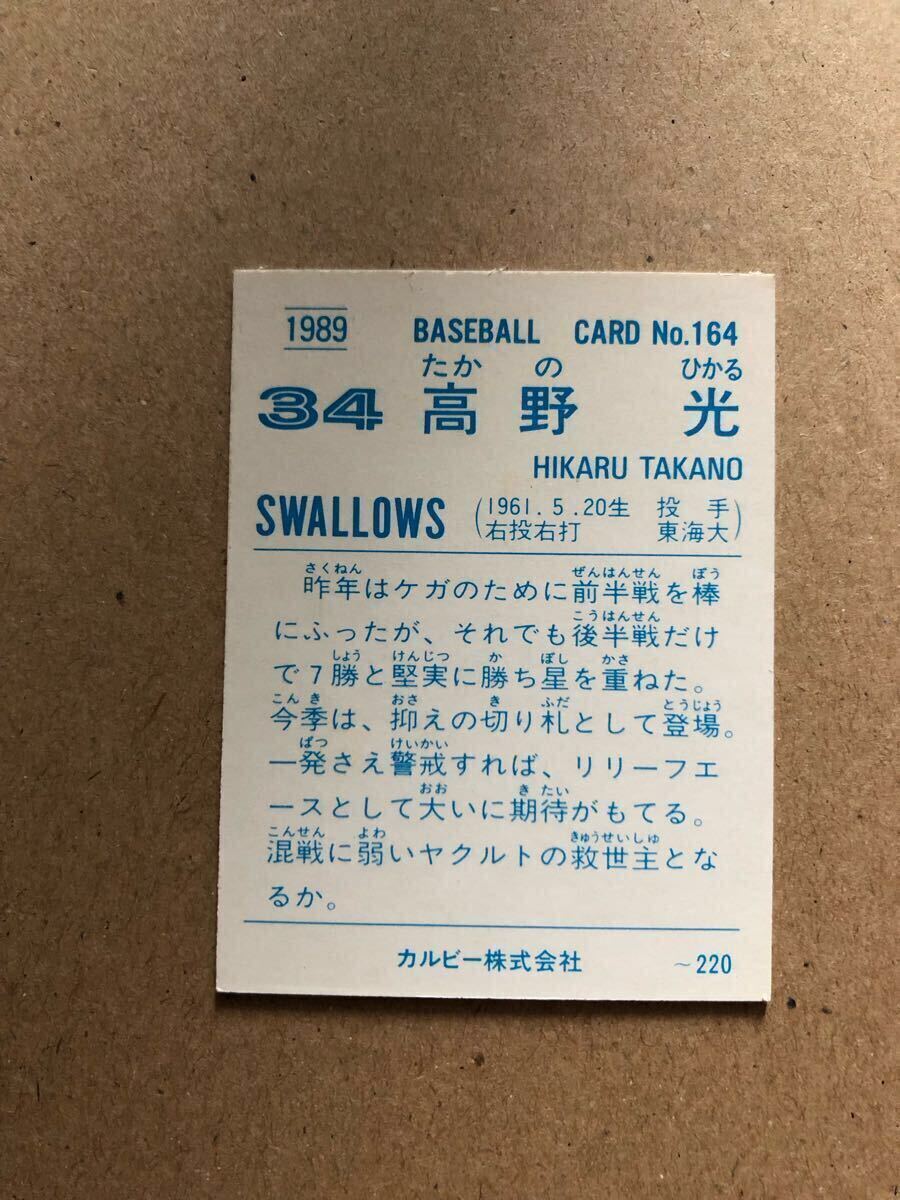 1989 BASEBALL CARD No.164
たか の ひかる
34 高野 光
HIKARU TAKANO
SWALLOWS (1961.5.20生 投手
右投右打 東海大)
さくねん ぜんはんせん ぼう
昨年はケガのために前半戦を棒
こうはんせん
にふったが、それでも後半戦だけ
しょう けんじつ か ぼし かさ
で7勝と堅実に勝ち星を重ねた。
こんき おさ き ふだ とうじょう
今季は、抑えの切り札として登場。
ぱつ けいかい
一発さえ警戒すれば、リリーフエ
おお きたい
ースとして大いに期待がもてる。
こんせん よわ きゅうせいしゅ
混戦に弱いヤクルトの救世主とな
るか。
カルビー株式会社 ~220